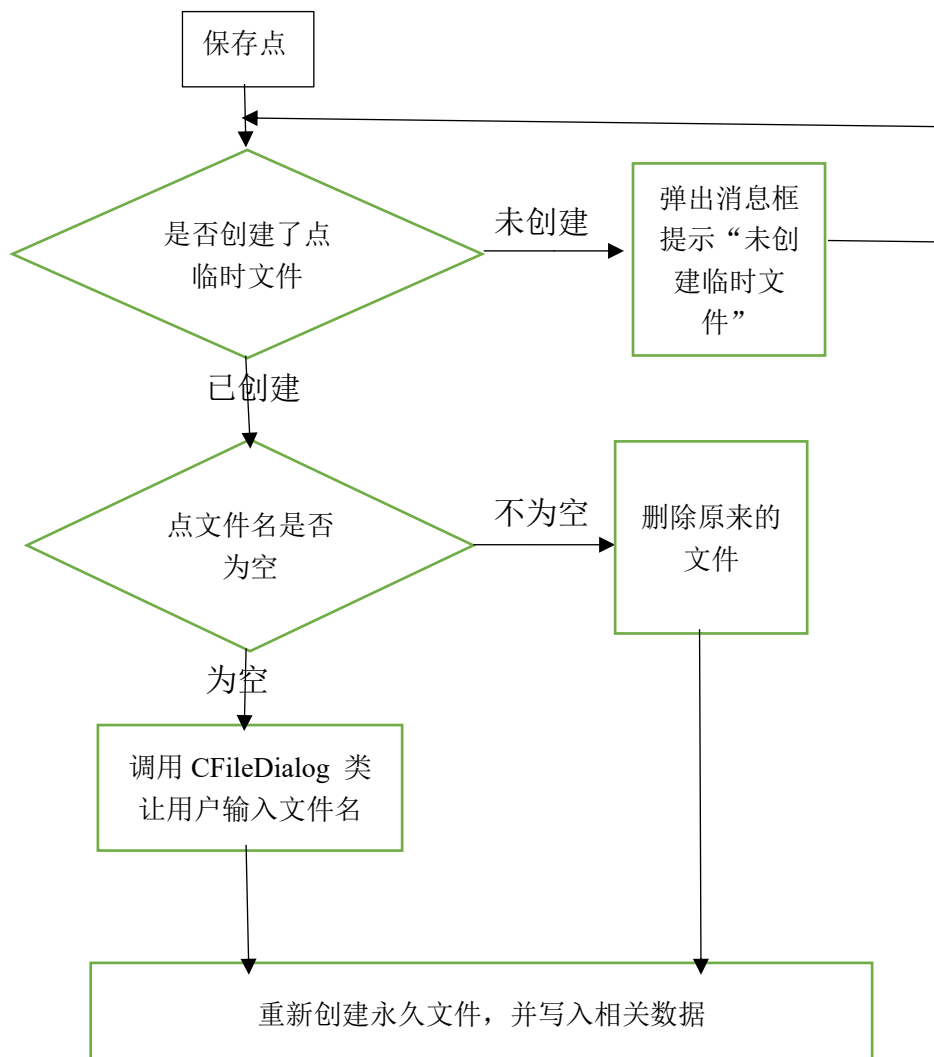 保存点
是否创建了点
临时文件
未创建
弹出消息框
提示“未创
建临时文
件”
已创建
点文件名是否
为空
不为空
删除原来的
文件
为空
调用 CFileDialog 类
让用户输入文件名
重新创建永久文件，并写入相关数据